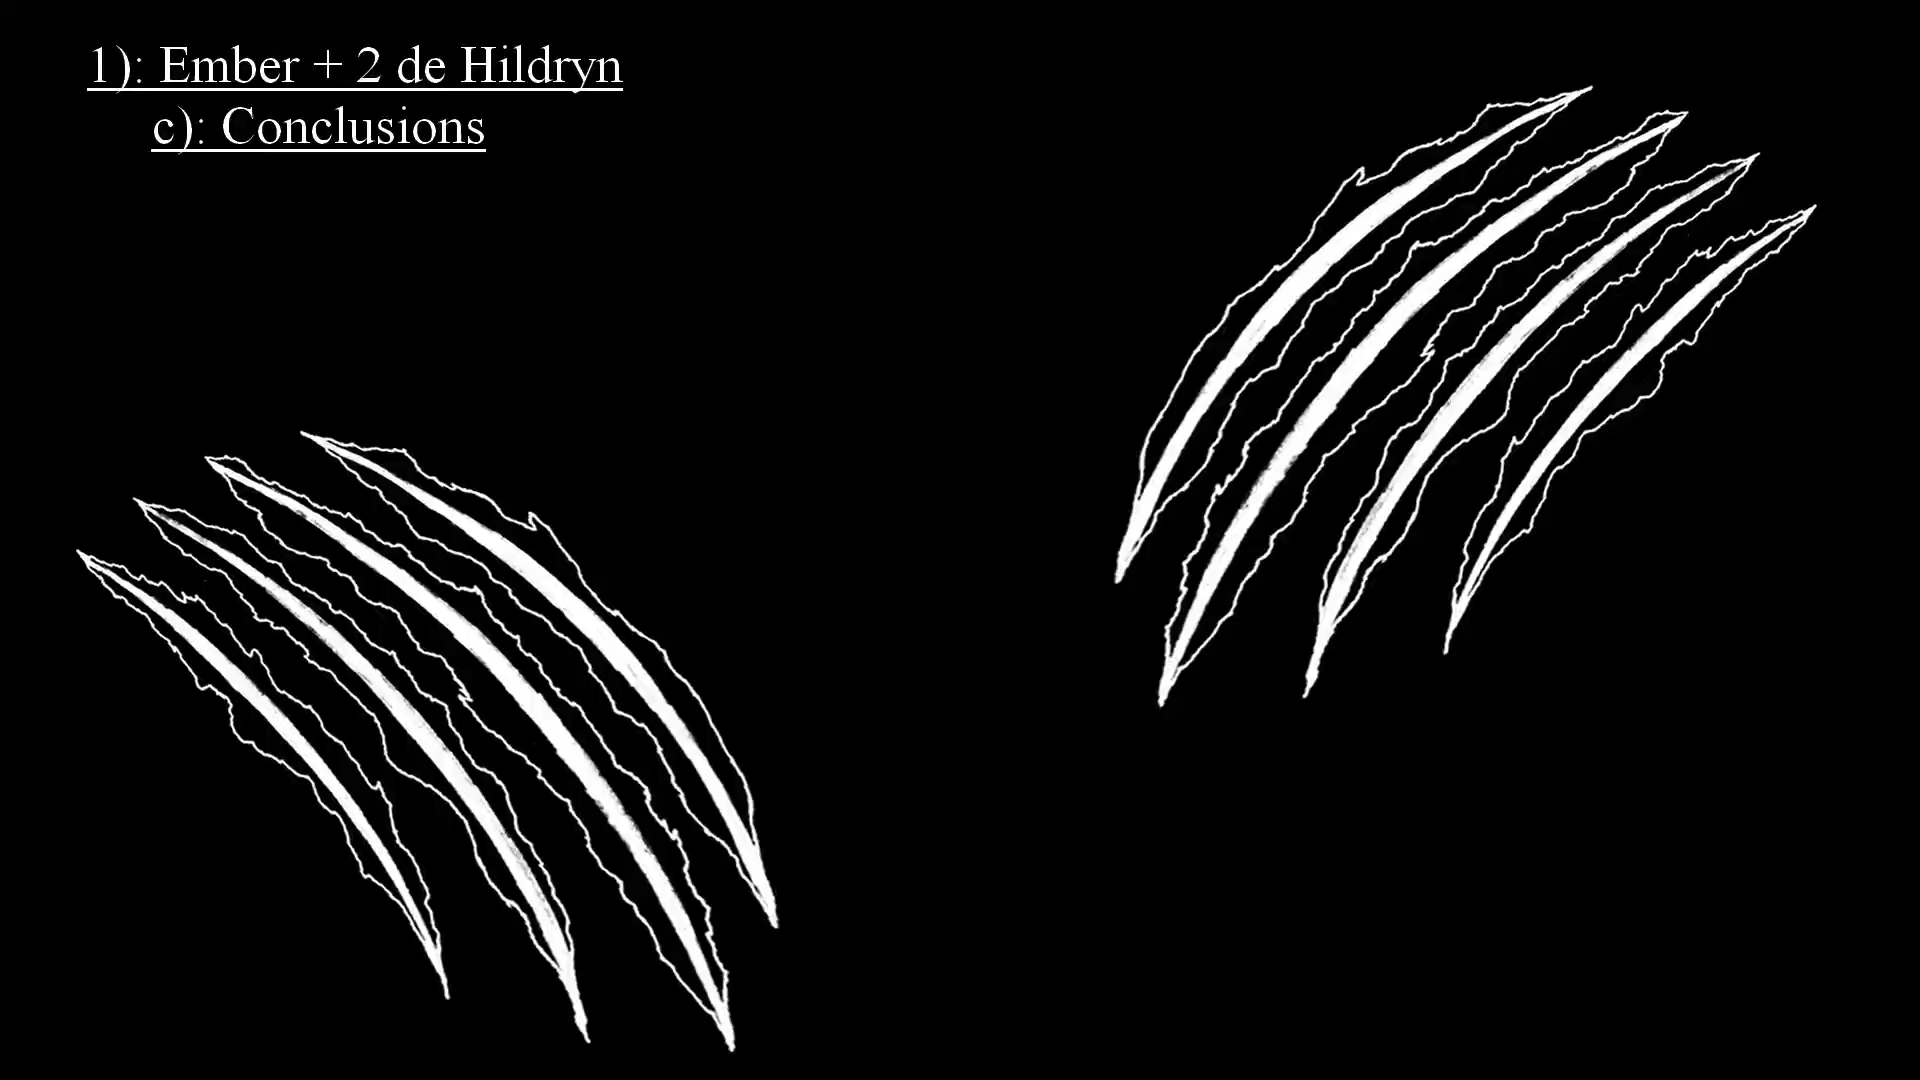 1): Ember + 2 de Hildryn
c): Conclusions